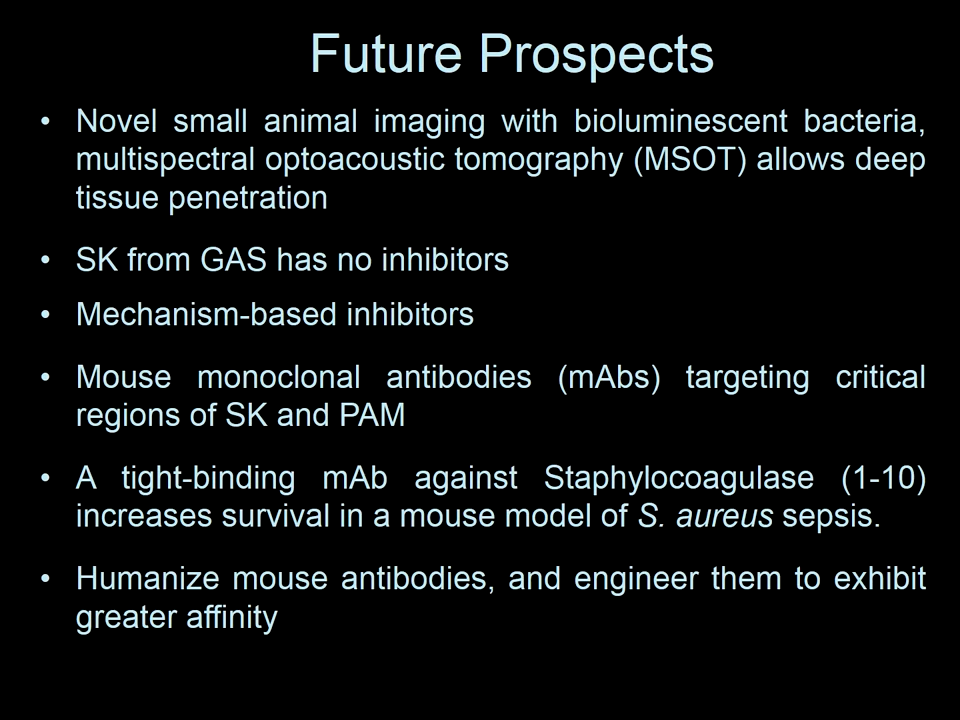 Future Prospects
• Novel small animal imaging with bioluminescent bacteria,
multispectral optoacoustic tomography (MSOT) allows deep
tissue penetration
• SK from GAS has no inhibitors
• Mechanism-based inhibitors
• Mouse monoclonal antibodies (mAbs) targeting critical
regions of SK and PAM
• A tight-binding mAb against Staphylocoagulase (1-10)
increases survival in a mouse model of S. aureus sepsis.
• Humanize mouse antibodies, and engineer them to exhibit
greater affinity